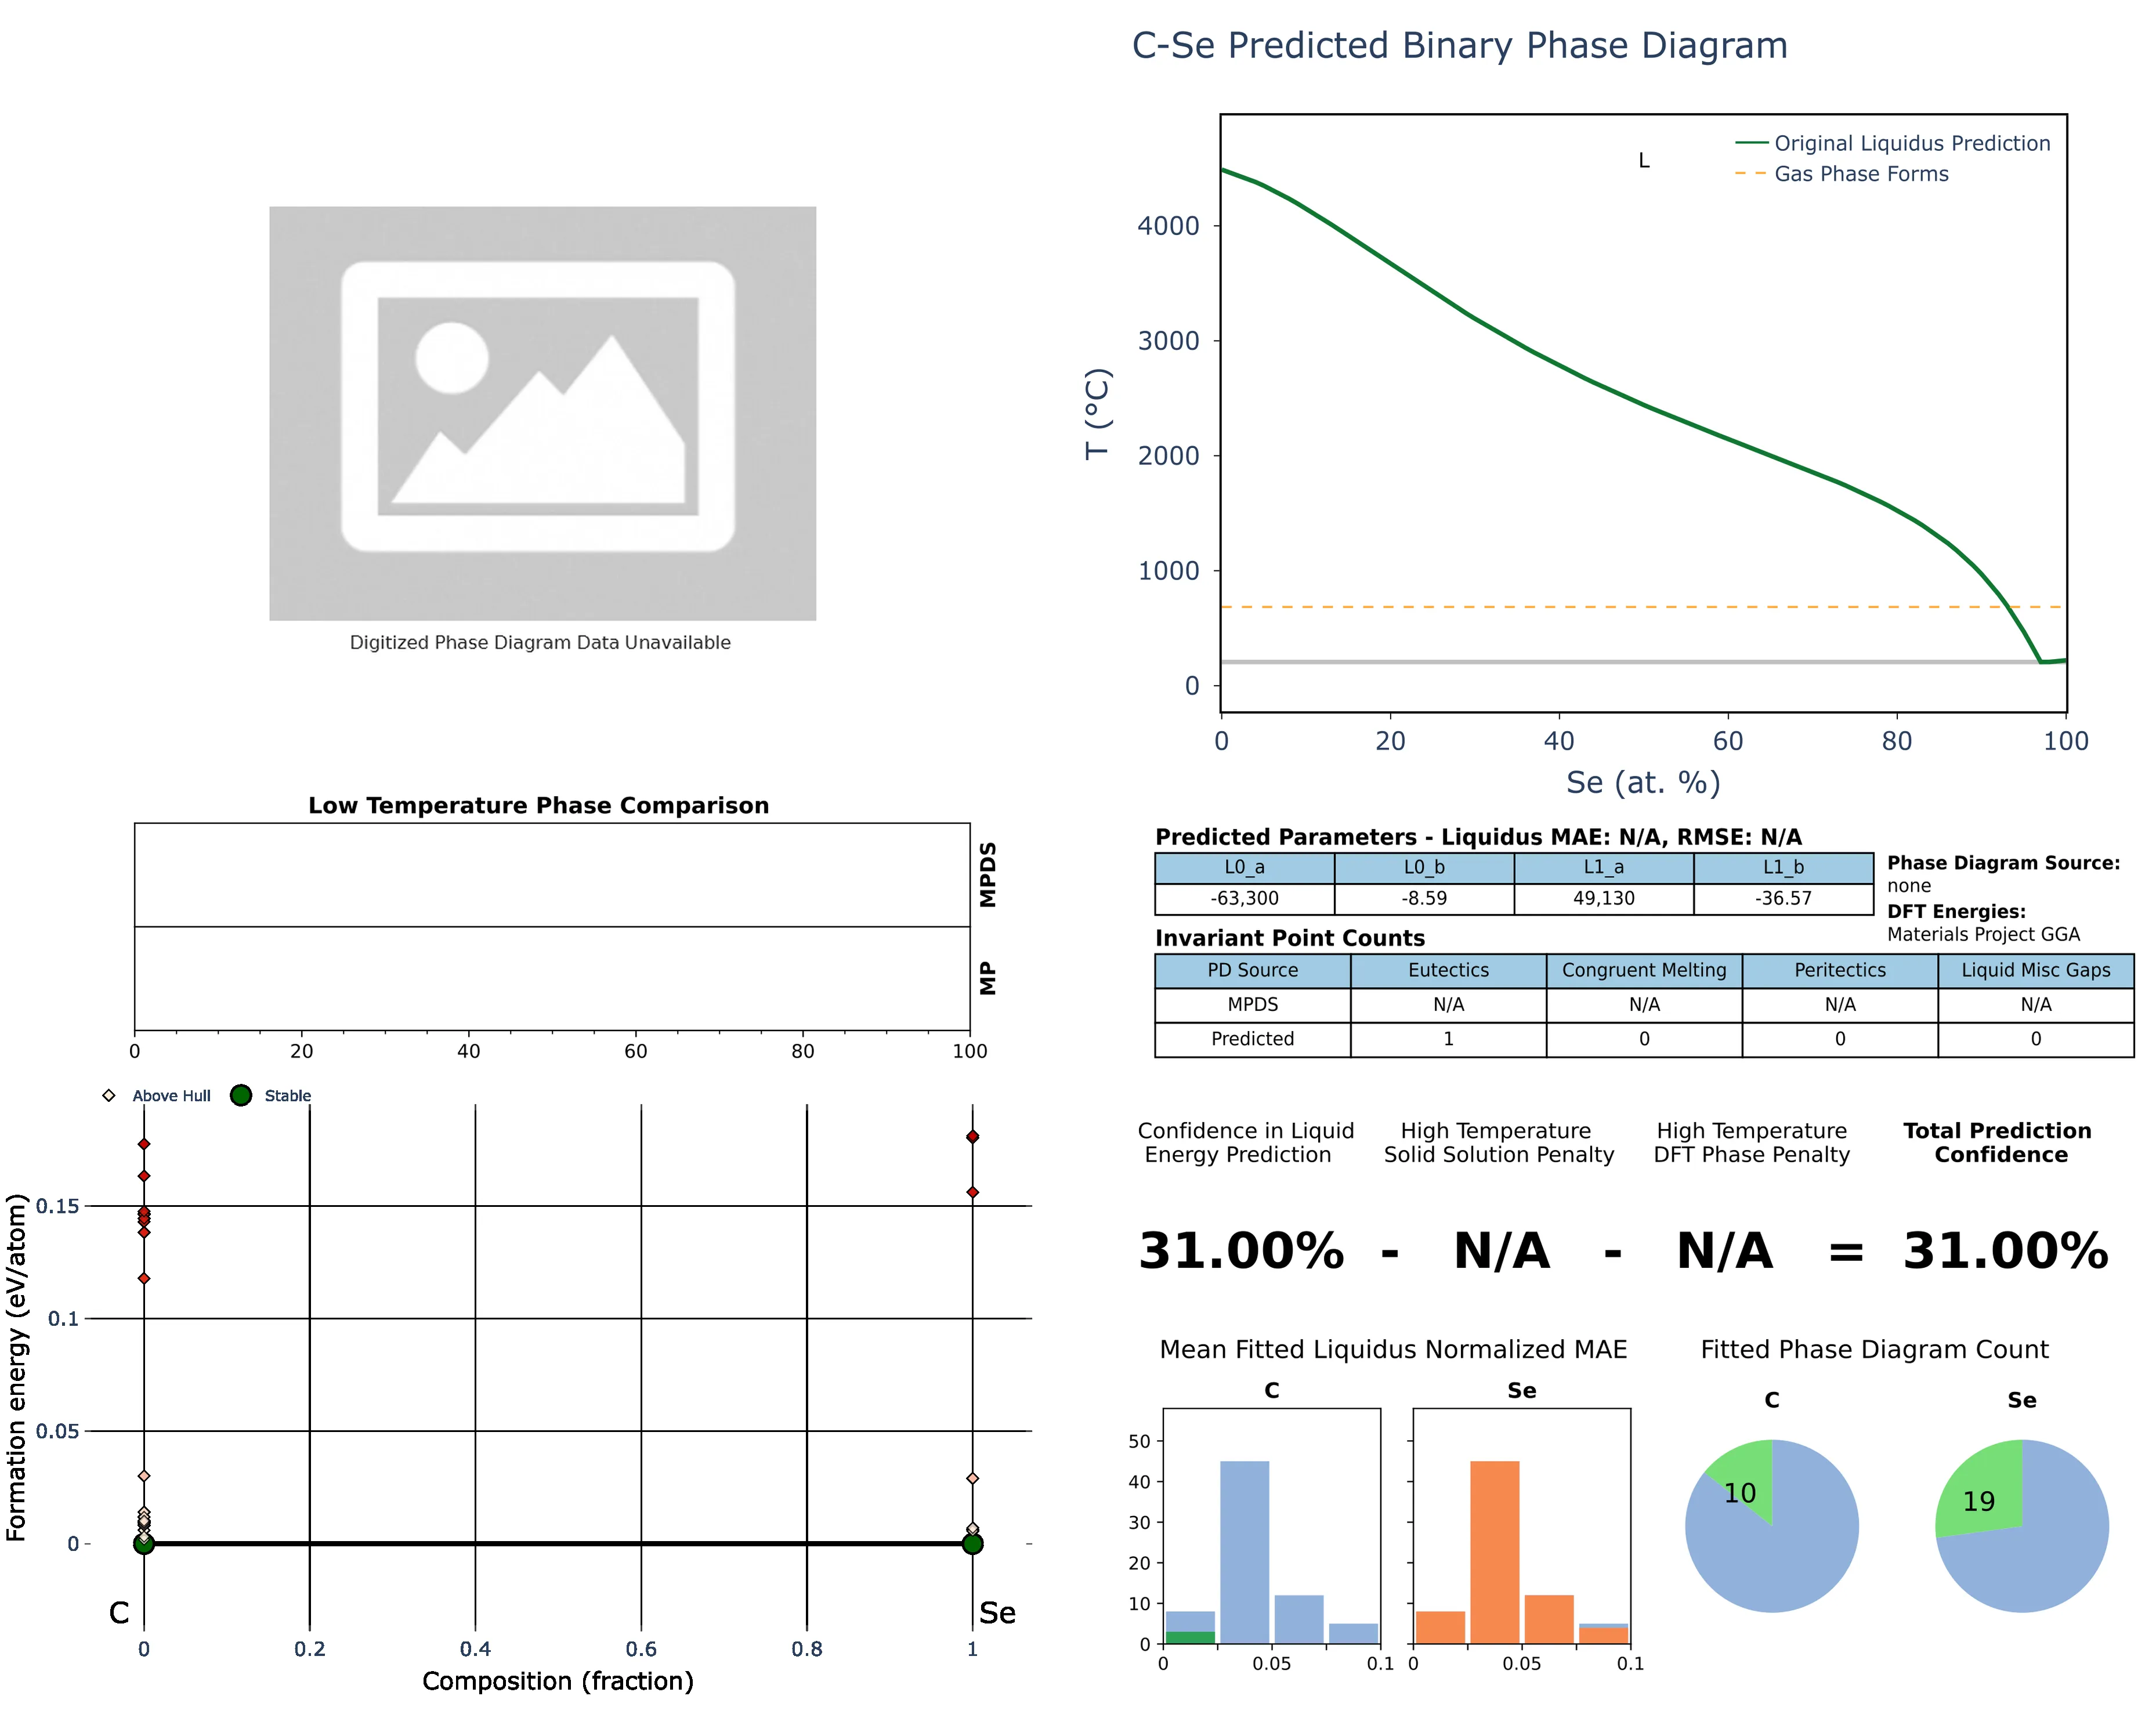 C-Se Predicted Binary Phase Diagram
Original Liquidus Prediction
Gas Phase Forms
L
T (°C)
4000
3000
2000
1000
0
0 20 40 60 80 100
Se (at. %)
Digitized Phase Diagram Data Unavailable
Low Temperature Phase Comparison
MPDS
MP
0 20 40 60 80 100
Predicted Parameters - Liquidus MAE: N/A, RMSE: N/A
L0_a L0_b L1_a L1_b
-63,300 -8.59 49,130 -36.57
Phase Diagram Source:
none
DFT Energies:
Materials Project GGA
Invariant Point Counts
PD Source Eutectics Congruent Melting Peritectics Liquid Misc Gaps
MPDS N/A N/A N/A N/A
Predicted 1 0 0 0
Above Hull Stable
Formation energy (eV/atom)
0.15
0.1
0.05
0
C Se
0 0.2 0.4 0.6 0.8 1
Composition (fraction)
Confidence in Liquid
Energy Prediction
High Temperature
Solid Solution Penalty
High Temperature
DFT Phase Penalty
Total Prediction
Confidence
31.00% - N/A - N/A = 31.00%
Mean Fitted Liquidus Normalized MAE
C Se
50
40
30
20
10
0
0 0.05 0.1 0 0.05 0.1
Fitted Phase Diagram Count
C Se
10 19